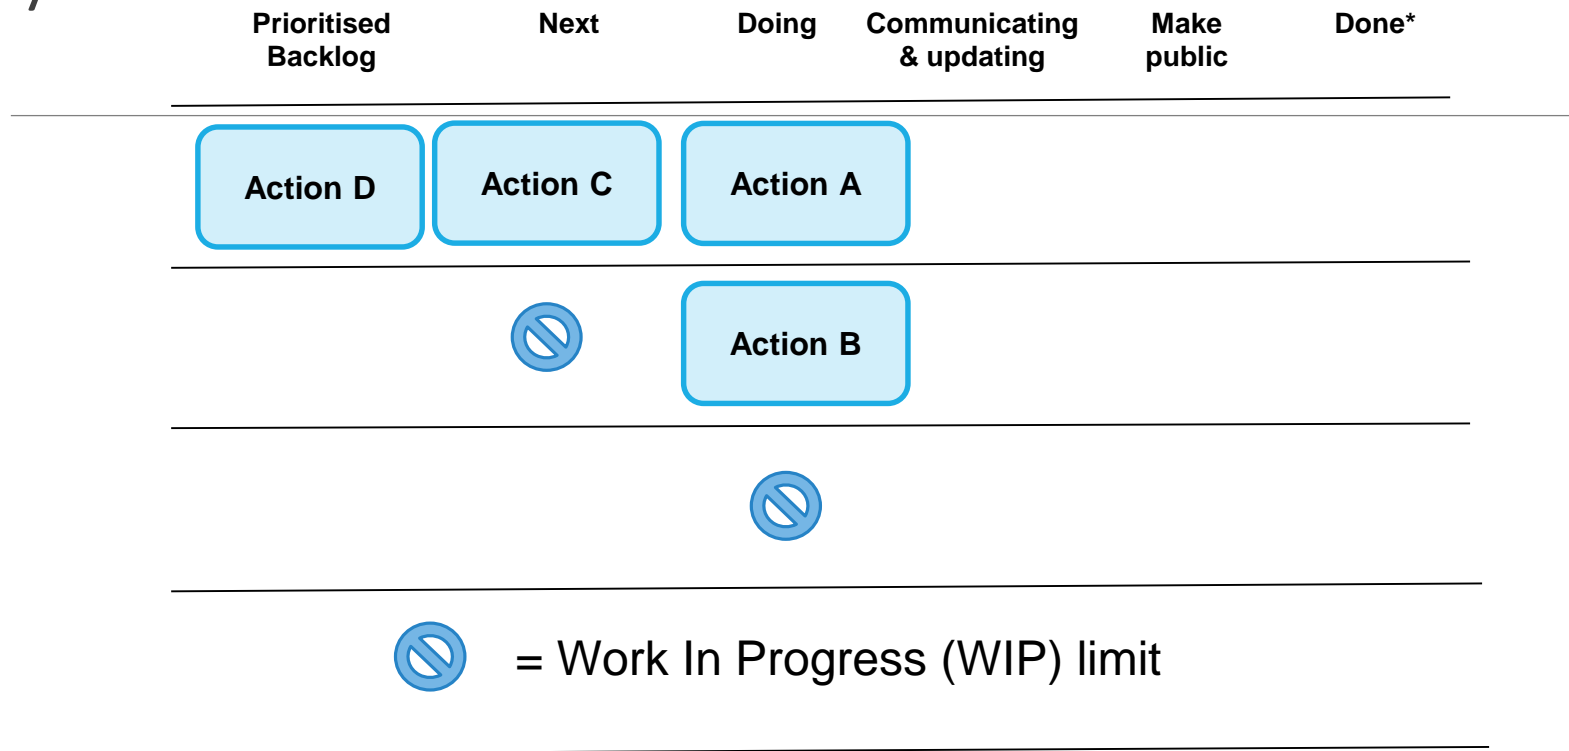 Prioritised Next Doing Communicating Make Done*
Backlog & updating public
Action D Action C Action A
Action B
= Work In Progress (WIP) limit